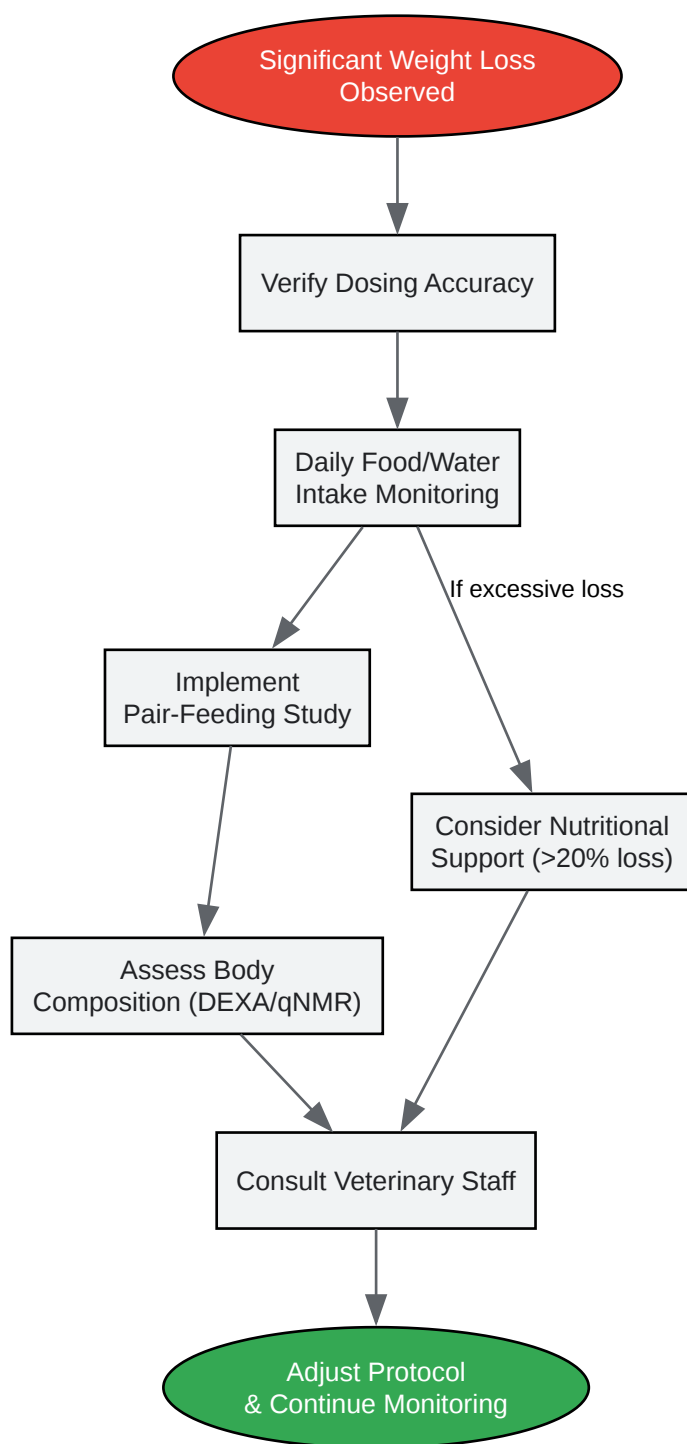 Significant Weight Loss
Observed
Verify Dosing Accuracy
Daily Food/Water
Intake Monitoring
If excessive loss
Implement
Pair-Feeding Study
Consider Nutritional
Support (>20% loss)
Assess Body
Composition (DEXA/qNMR)
Consult Veterinary Staff
Adjust Protocol
& Continue Monitoring